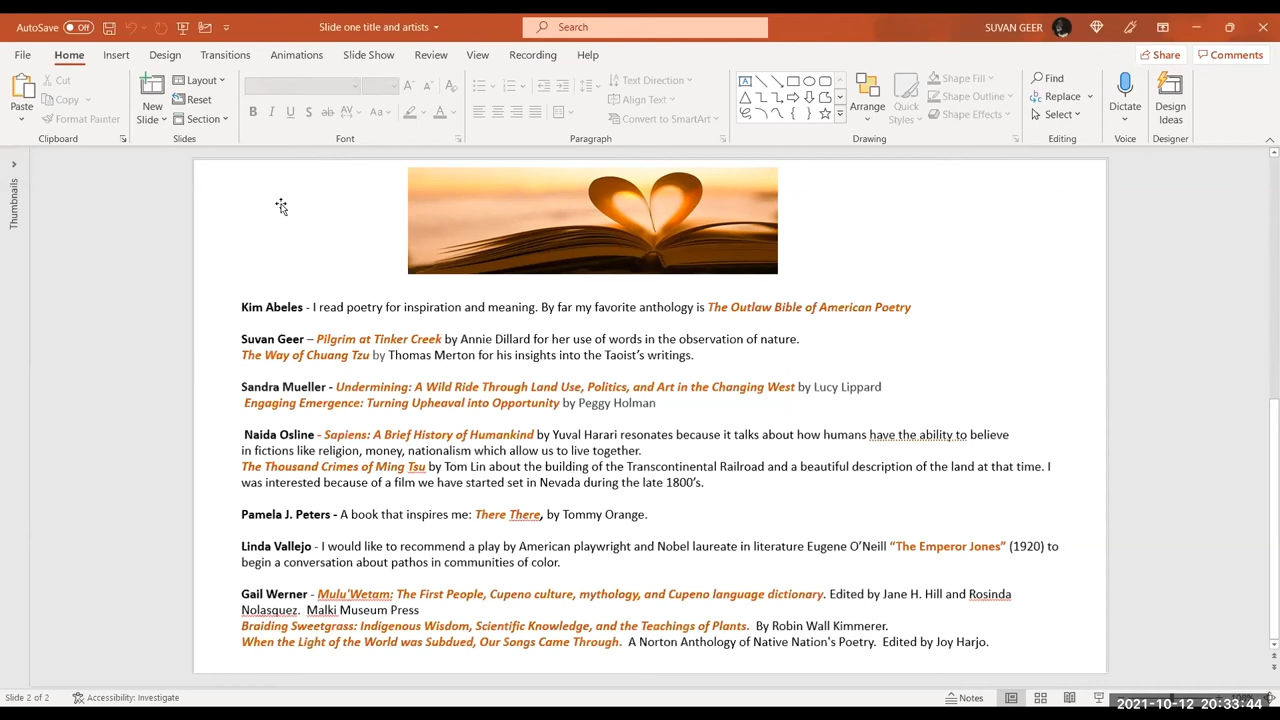 AutoSave Off Slide one title and artists Search SUVAN GEER
File Home Insert Design Transitions Animations Slide Show Review View Recording Help Share Comments
Paste Cut Copy Format Painter New Slide Layout Reset Section Text Direction Align Text Convert to SmartArt Arrange Quick Styles Shape Fill Shape Outline Shape Effects Find Replace Select Dictate Design Ideas
Clipboard Slides Font Paragraph Drawing Editing Voice Designer
Thumbnails
Kim Abeles - I read poetry for inspiration and meaning. By far my favorite anthology is The Outlaw Bible of American Poetry
Suvan Geer – Pilgrim at Tinker Creek by Annie Dillard for her use of words in the observation of nature.
The Way of Chuang Tzu by Thomas Merton for his insights into the Taoist's writings.
Sandra Mueller - Undermining: A Wild Ride Through Land Use, Politics, and Art in the Changing West by Lucy Lippard
Engaging Emergence: Turning Upheaval into Opportunity by Peggy Holman
Naida Osline - Sapiens: A Brief History of Humankind by Yuval Harari resonates because it talks about how humans have the ability to believe
in fictions like religion, money, nationalism which allow us to live together.
The Thousand Crimes of Ming Tsu by Tom Lin about the building of the Transcontinental Railroad and a beautiful description of the land at that time. I
was interested because of a film we have started set in Nevada during the late 1800's.
Pamela J. Peters - A book that inspires me: There There, by Tommy Orange.
Linda Vallejo - I would like to recommend a play by American playwright and Nobel laureate in literature Eugene O'Neill “The Emperor Jones” (1920) to
begin a conversation about pathos in communities of color.
Gail Werner - Mulu'Wetam: The First People, Cupeno culture, mythology, and Cupeno language dictionary. Edited by Jane H. Hill and Rosinda
Nolasquez. Malki Museum Press
Braiding Sweetgrass: Indigenous Wisdom, Scientific Knowledge, and the Teachings of Plants. By Robin Wall Kimmerer.
When the Light of the World was Subdued, Our Songs Came Through. A Norton Anthology of Native Nation's Poetry. Edited by Joy Harjo.
Slide 2 of 2 Accessibility: Investigate Notes
2021-10-12 20:33:44